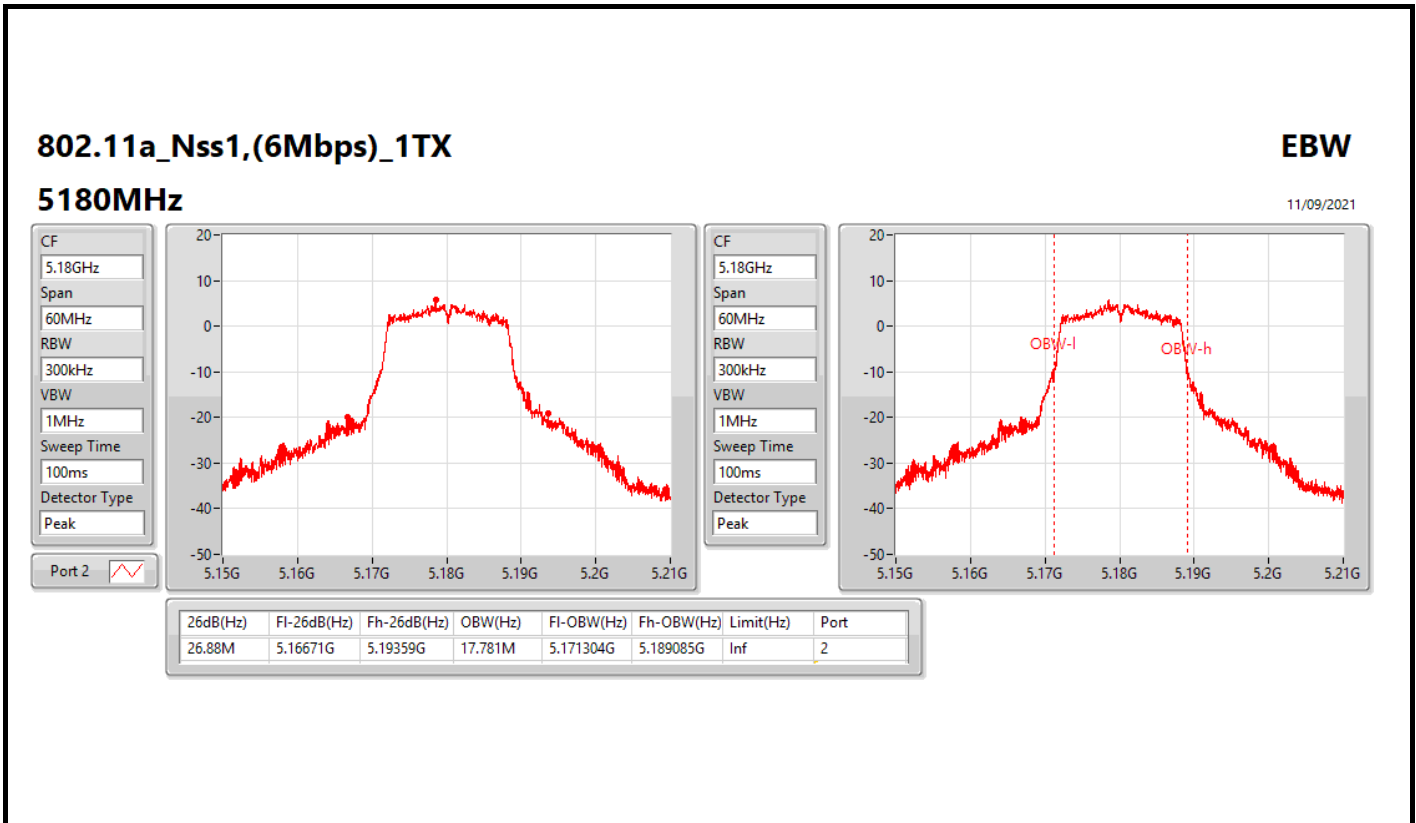 802.11a_Nss1,(6Mbps)_1TX
EBW
5180MHz
11/09/2021
CF
5.18GHz
Span
60MHz
RBW
300kHz
VBW
1MHz
Sweep Time
100ms
Detector Type
Peak
Port 2
20
10
0
-10
-20
-30
-40
-50
5.15G 5.16G 5.17G 5.18G 5.19G 5.2G 5.21G
CF
5.18GHz
Span
60MHz
RBW
300kHz
VBW
1MHz
Sweep Time
100ms
Detector Type
Peak
20
10
0
-10
-20
-30
-40
-50
OBW-l
OBW-h
5.15G 5.16G 5.17G 5.18G 5.19G 5.2G 5.21G
26dB(Hz) Fl-26dB(Hz) Fh-26dB(Hz) OBW(Hz) Fl-OBW(Hz) Fh-OBW(Hz) Limit(Hz) Port
26.88M 5.16671G 5.19359G 17.781M 5.171304G 5.189085G Inf 2